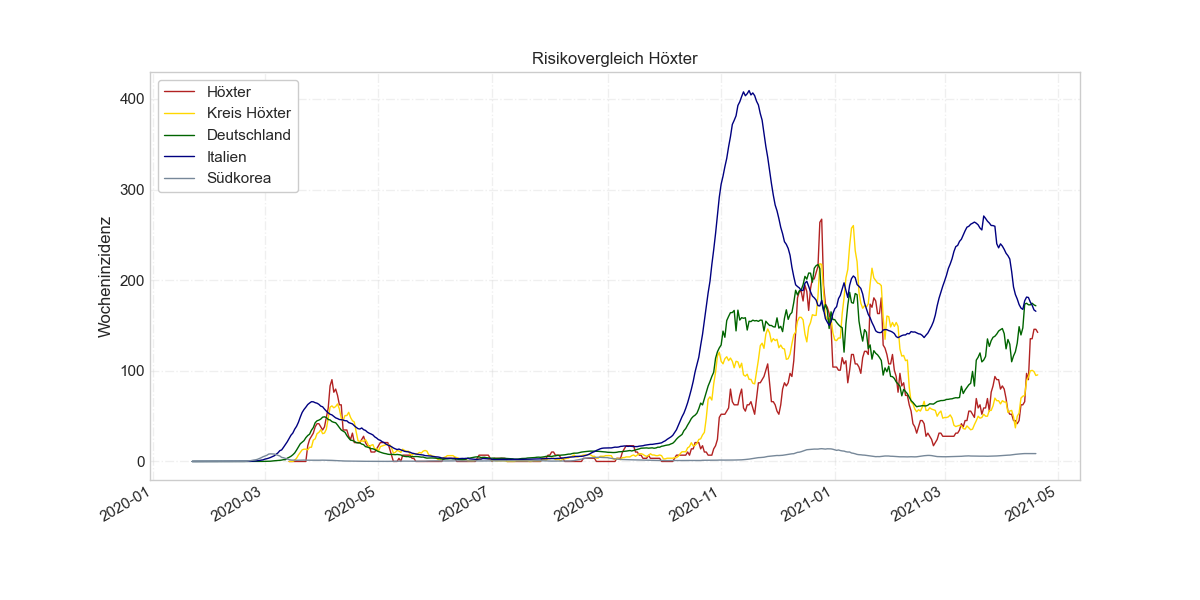 Risikovergleich Höxter
Höxter
Kreis Höxter
Deutschland
Italien
Südkorea
Wocheninzidenz
400
300
200
100
0
2020-01
2020-03
2020-05
2020-07
2020-09
2020-11
2021-01
2021-03
2021-05